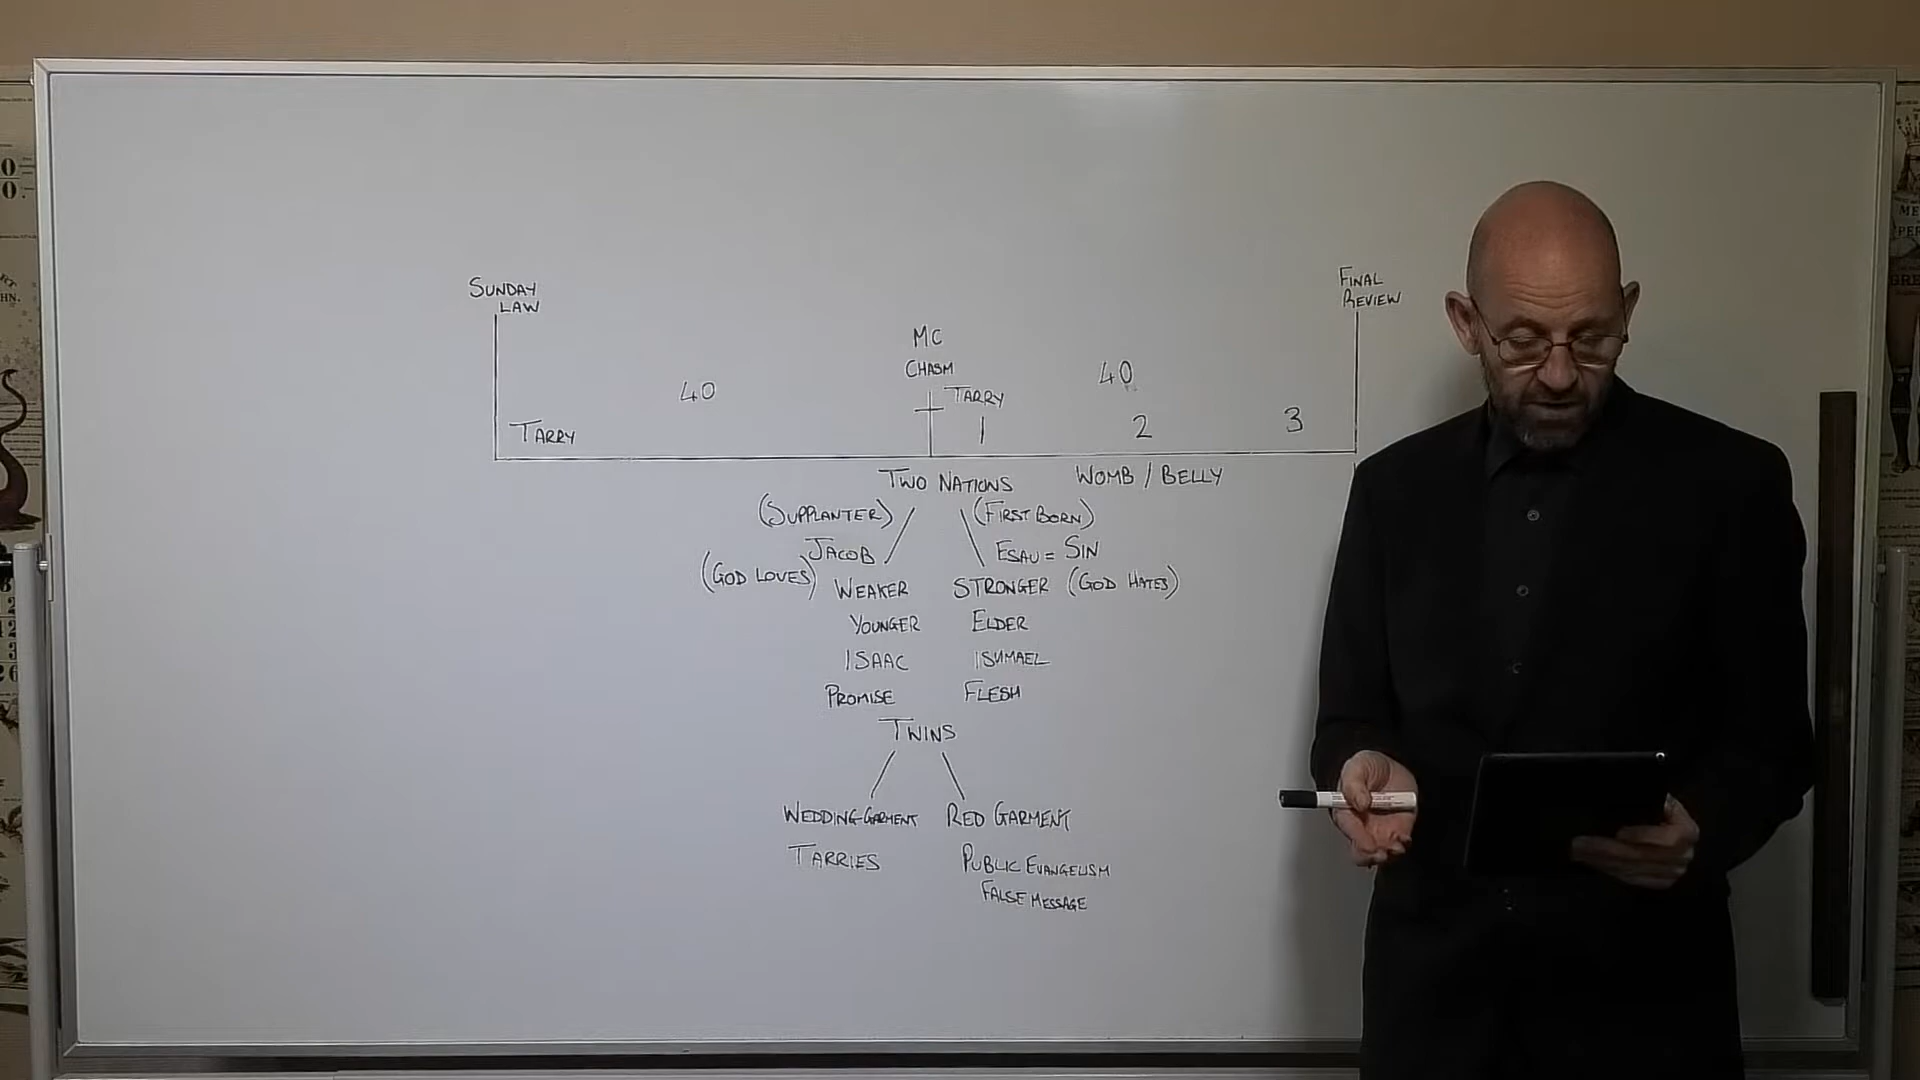 SUNDAY
LAW
FINAL
REVIEW
MC
CHASM
40
40
TARRY
TARRY
1
2
3
TWO NATIONS
WOMB / BELLY
(SUPPLANTER)
(FIRST BORN)
JACOB
ESAU = SIN
(GOD LOVES)
WEAKER
STRONGER (GOD HATES)
YOUNGER
ELDER
ISAAC
ISHMAEL
PROMISE
FLESH
TWINS
WEDDING GARMENT
RED GARMENT
TARRIES
PUBLIC EVANGELISM
FALSE MESSAGE